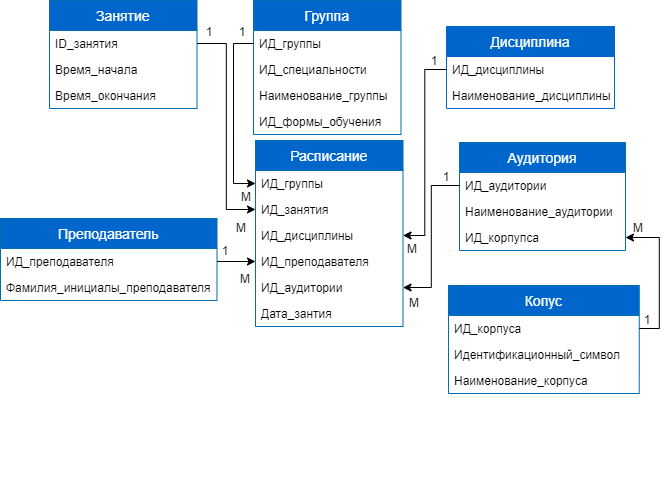 Занятие
ID_занятия
Время_начала
Время_окончания
1
1
Группа
ИД_группы
ИД_специальности
Наименование_группы
ИД_формы_обучения
Дисциплина
ИД_дисциплины
Наименование_дисциплины
1
Расписание
ИД_группы
ИД_занятия
ИД_дисциплины
ИД_преподавателя
ИД_аудитории
Дата_зантия
М
М
М
М
М
Аудитория
ИД_аудитории
Наименование_аудитории
ИД_корпупса
1
М
Преподаватель
ИД_преподавателя
Фамилия_инициалы_преподавателя
1
Копус
ИД_корпуса
Идентификационный_символ
Наименование_корпуса
1